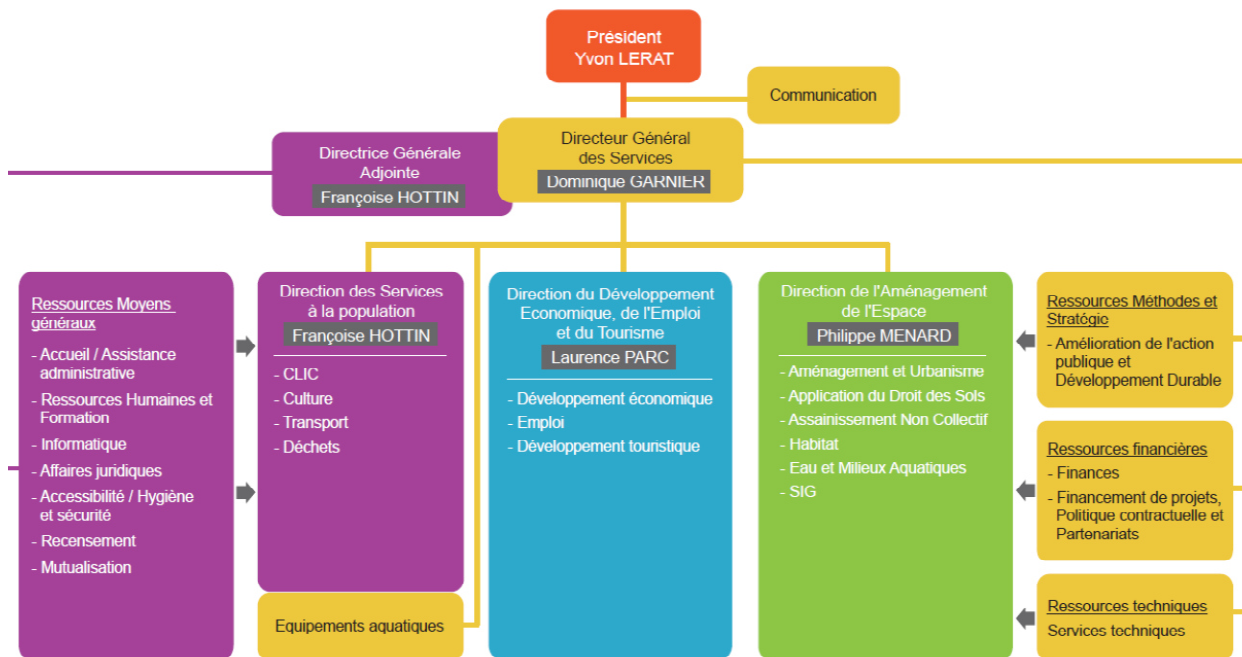 Président
Yvon LERAT
Communication
Directrice Générale
Adjointe
Françoise HOTTIN
Directeur Général
des Services
Dominique GARNIER
Ressources Moyens
généraux
- Accueil / Assistance
administrative
- Ressources Humaines et
Formation
- Informatique
- Affaires juridiques
- Accessibilité / Hygiène
et sécurité
- Recensement
- Mutualisation
Direction des Services
à la population
Françoise HOTTIN
- CLIC
- Culture
- Transport
- Déchets
Equipements aquatiques
Direction du Développement
Economique, de l'Emploi
et du Tourisme
Laurence PARC
- Développement économique
- Emploi
- Développement touristique
Direction de l'Aménagement
de l'Espace
Philippe MENARD
- Aménagement et Urbanisme
- Application du Droit des Sols
- Assainissement Non Collectif
- Habitat
- Eau et Milieux Aquatiques
- SIG
Ressources Méthodes et
Stratégie
- Amélioration de l'action
publique et
Développement Durable
Ressources financières
- Finances
- Financement de projets,
Politique contractuelle et
Partenariats
Ressources techniques
Services techniques